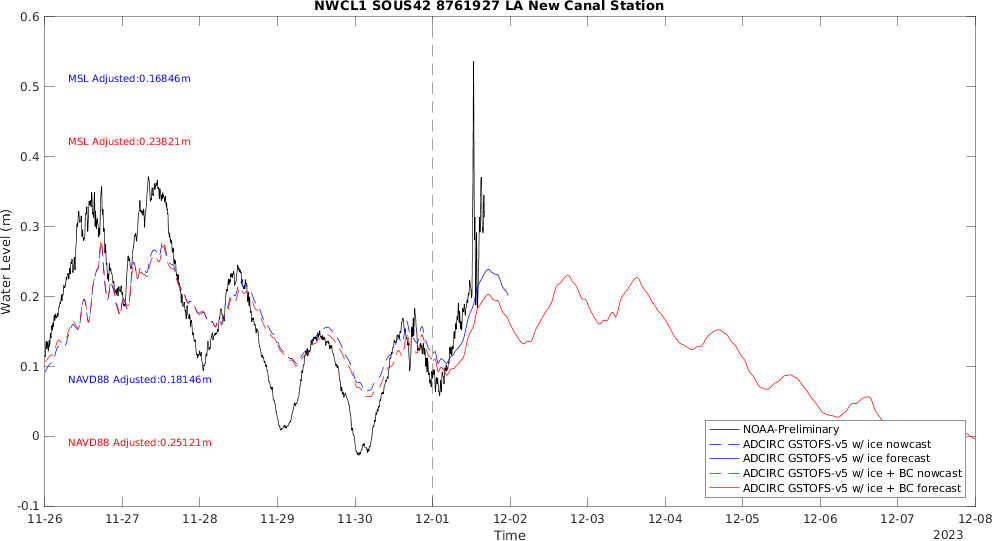 NWCL1 SOUS42 8761927 LA New Canal Station
0.6
0.5
0.4
0.3
0.2
0.1
0
-0.1
Water Level (m)
MSL Adjusted:0.16846m
MSL Adjusted:0.23821m
NAVD88 Adjusted:0.18146m
NAVD88 Adjusted:0.25121m
NOAA-Preliminary
ADCIRC GSTOFS-v5 w/ ice nowcast
ADCIRC GSTOFS-v5 w/ ice forecast
ADCIRC GSTOFS-v5 w/ ice + BC nowcast
ADCIRC GSTOFS-v5 w/ ice + BC forecast
11-26 11-27 11-28 11-29 11-30 12-01 12-02 12-03 12-04 12-05 12-06 12-07 12-08
Time
2023